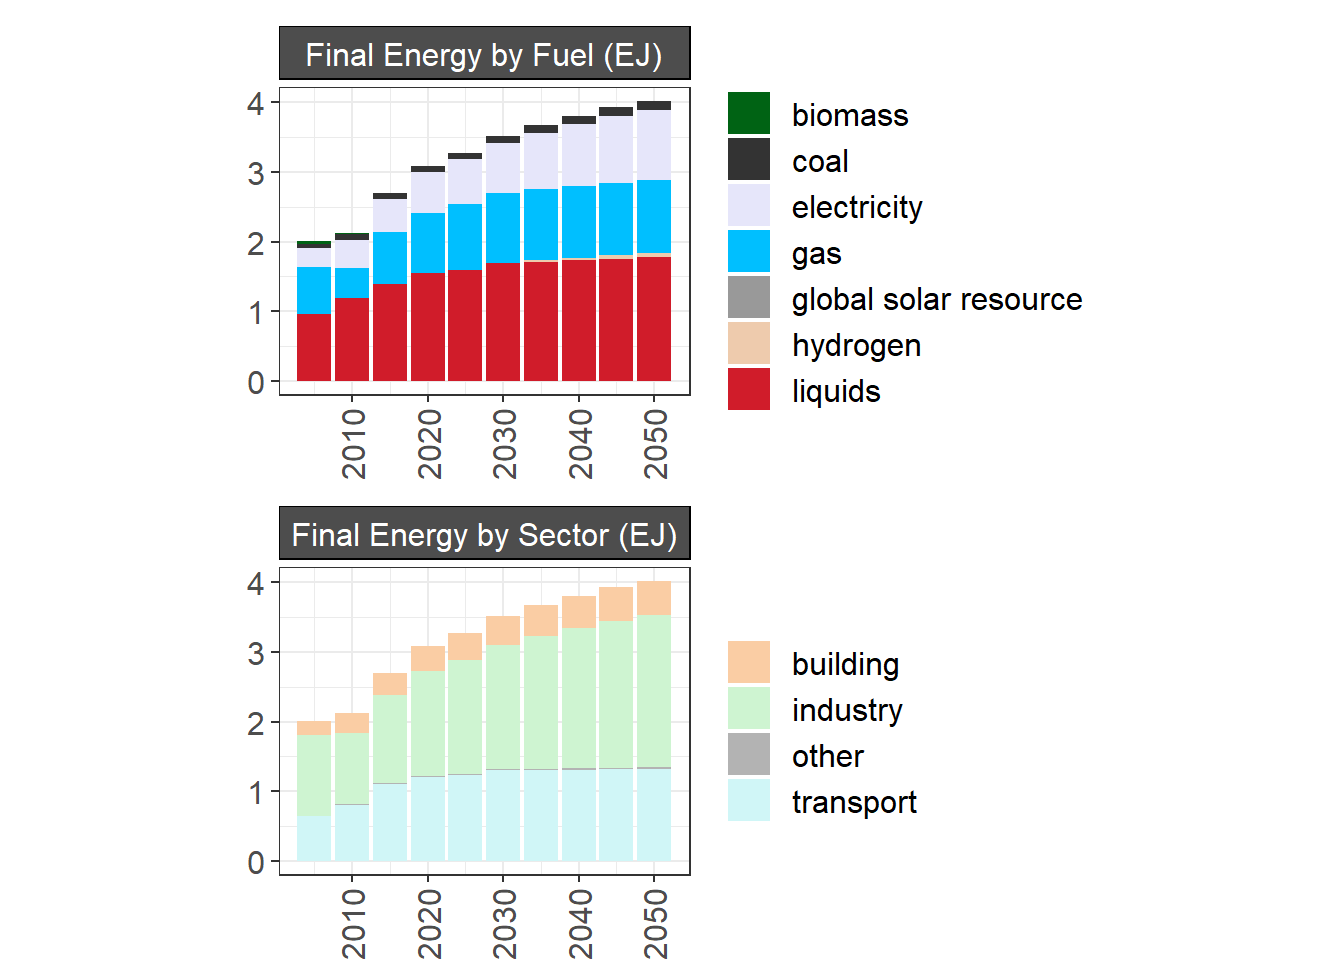 Final Energy by Fuel (EJ)
4
3
2
1
0
2010
2020
2030
2040
2050
biomass
coal
electricity
gas
global solar resource
hydrogen
liquids
Final Energy by Sector (EJ)
4
3
2
1
0
2010
2020
2030
2040
2050
building
industry
other
transport